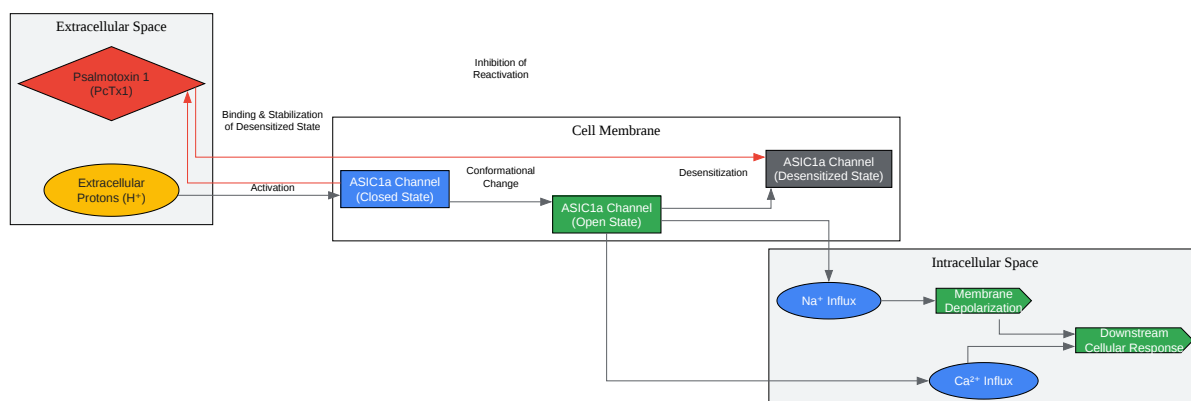 Extracellular Space
Psalmotoxin 1
(PcTx1)
Extracellular
Protons (H⁺)
Inhibition of
Reactivation
Binding & Stabilization
of Desensitized State
Activation
Cell Membrane
ASIC1a Channel
(Closed State)
Conformational
Change
ASIC1a Channel
(Open State)
Desensitization
ASIC1a Channel
(Desensitized State)
Intracellular Space
Na⁺ Influx
Membrane
Depolarization
Downstream
Cellular Response
Ca²⁺ Influx